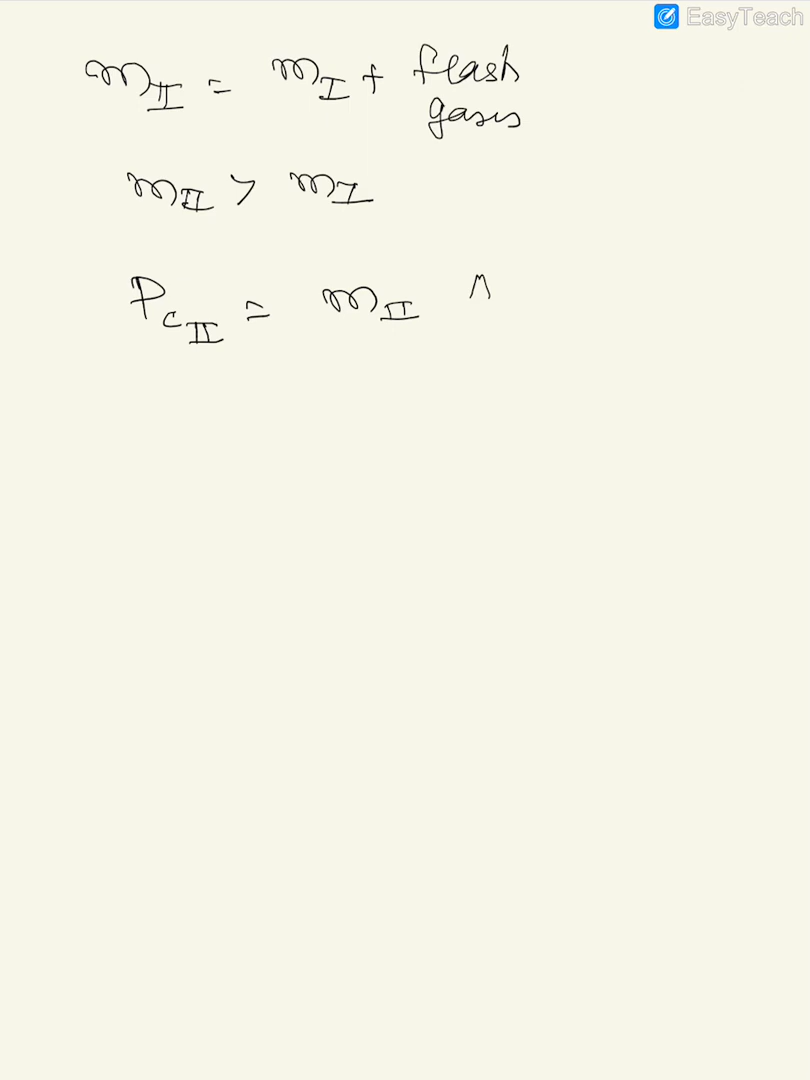 EasyTeach
m_II = m_I + flash
gases
m_II > m_I
P_c_II = m_II